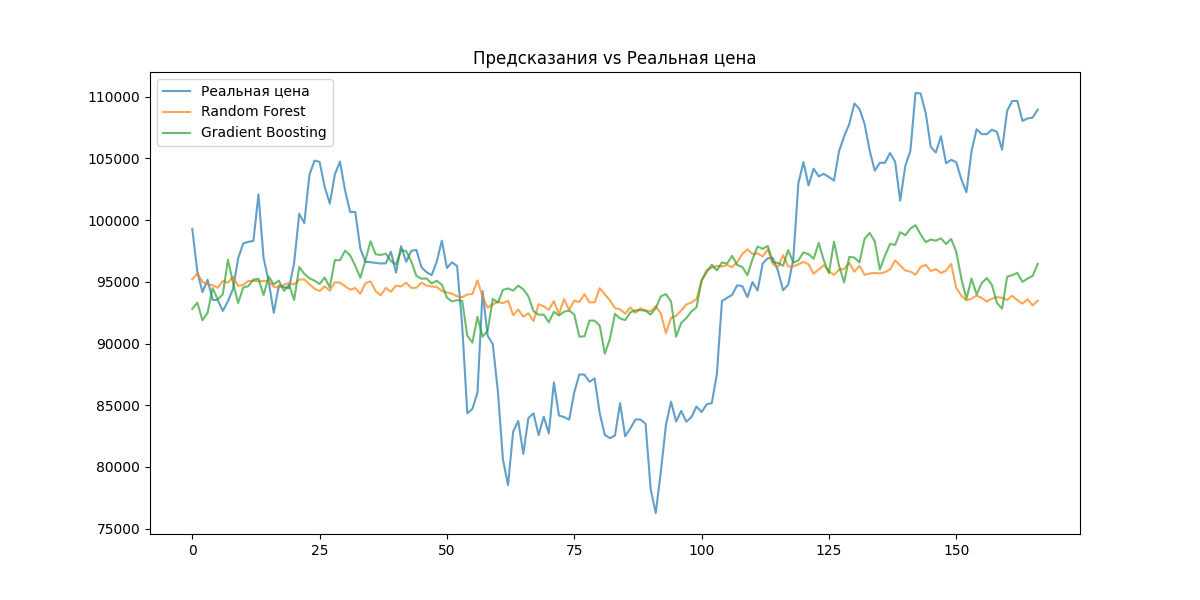 Предсказания vs Реальная цена
Реальная цена
Random Forest
Gradient Boosting
110000
105000
100000
95000
90000
85000
80000
75000
0 25 50 75 100 125 150